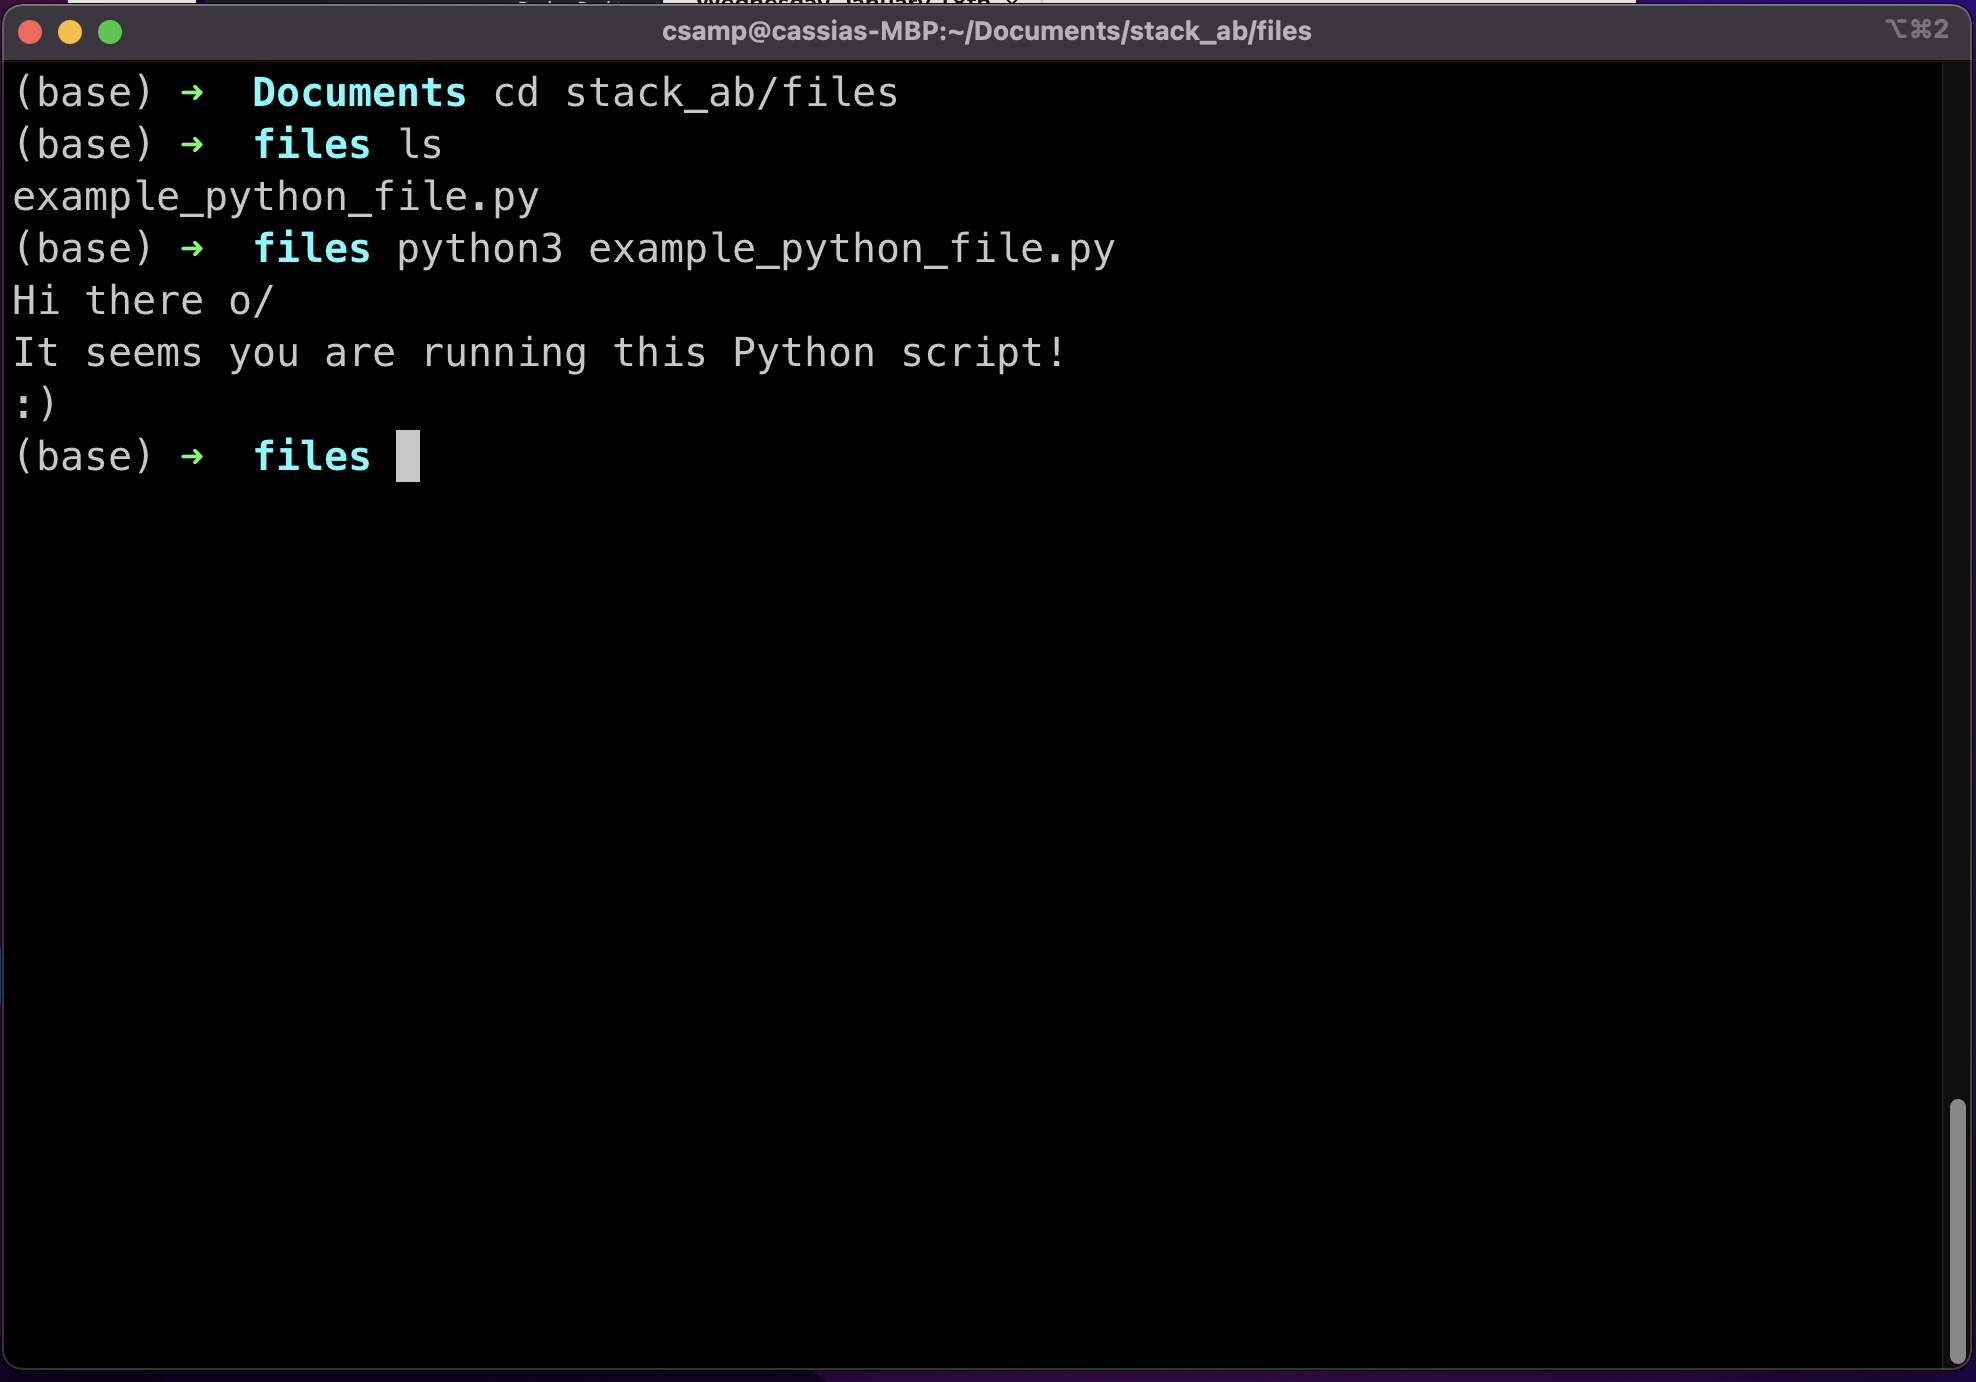 csamp@cassias-MBP:~/Documents/stack_ab/files ⌥⌘2
(base) ➜  Documents cd stack_ab/files
(base) ➜  files ls
example_python_file.py
(base) ➜  files python3 example_python_file.py
Hi there o/
It seems you are running this Python script!
:)
(base) ➜  files